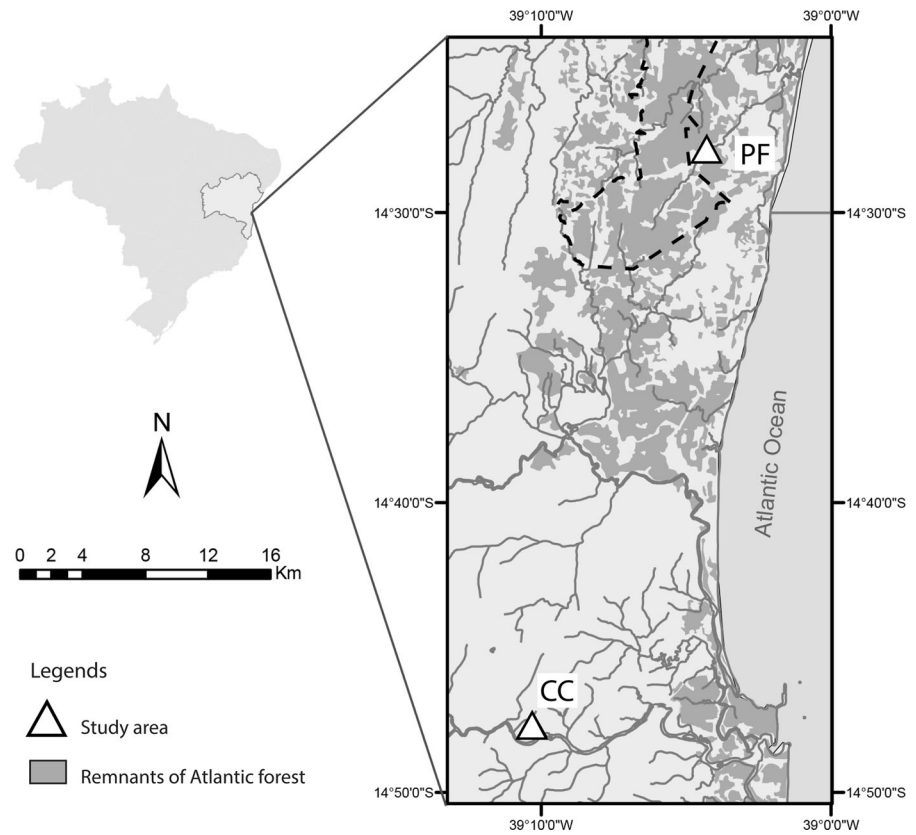 39°10'0"W 39°0'0"W
PF
14°30'0"S 14°30'0"S
N
Atlantic Ocean
14°40'0"S 14°40'0"S
0 2 4 8 12 16
Km
Legends
CC
Study area
Remnants of Atlantic forest
14°50'0"S 14°50'0"S
39°10'0"W 39°0'0"W